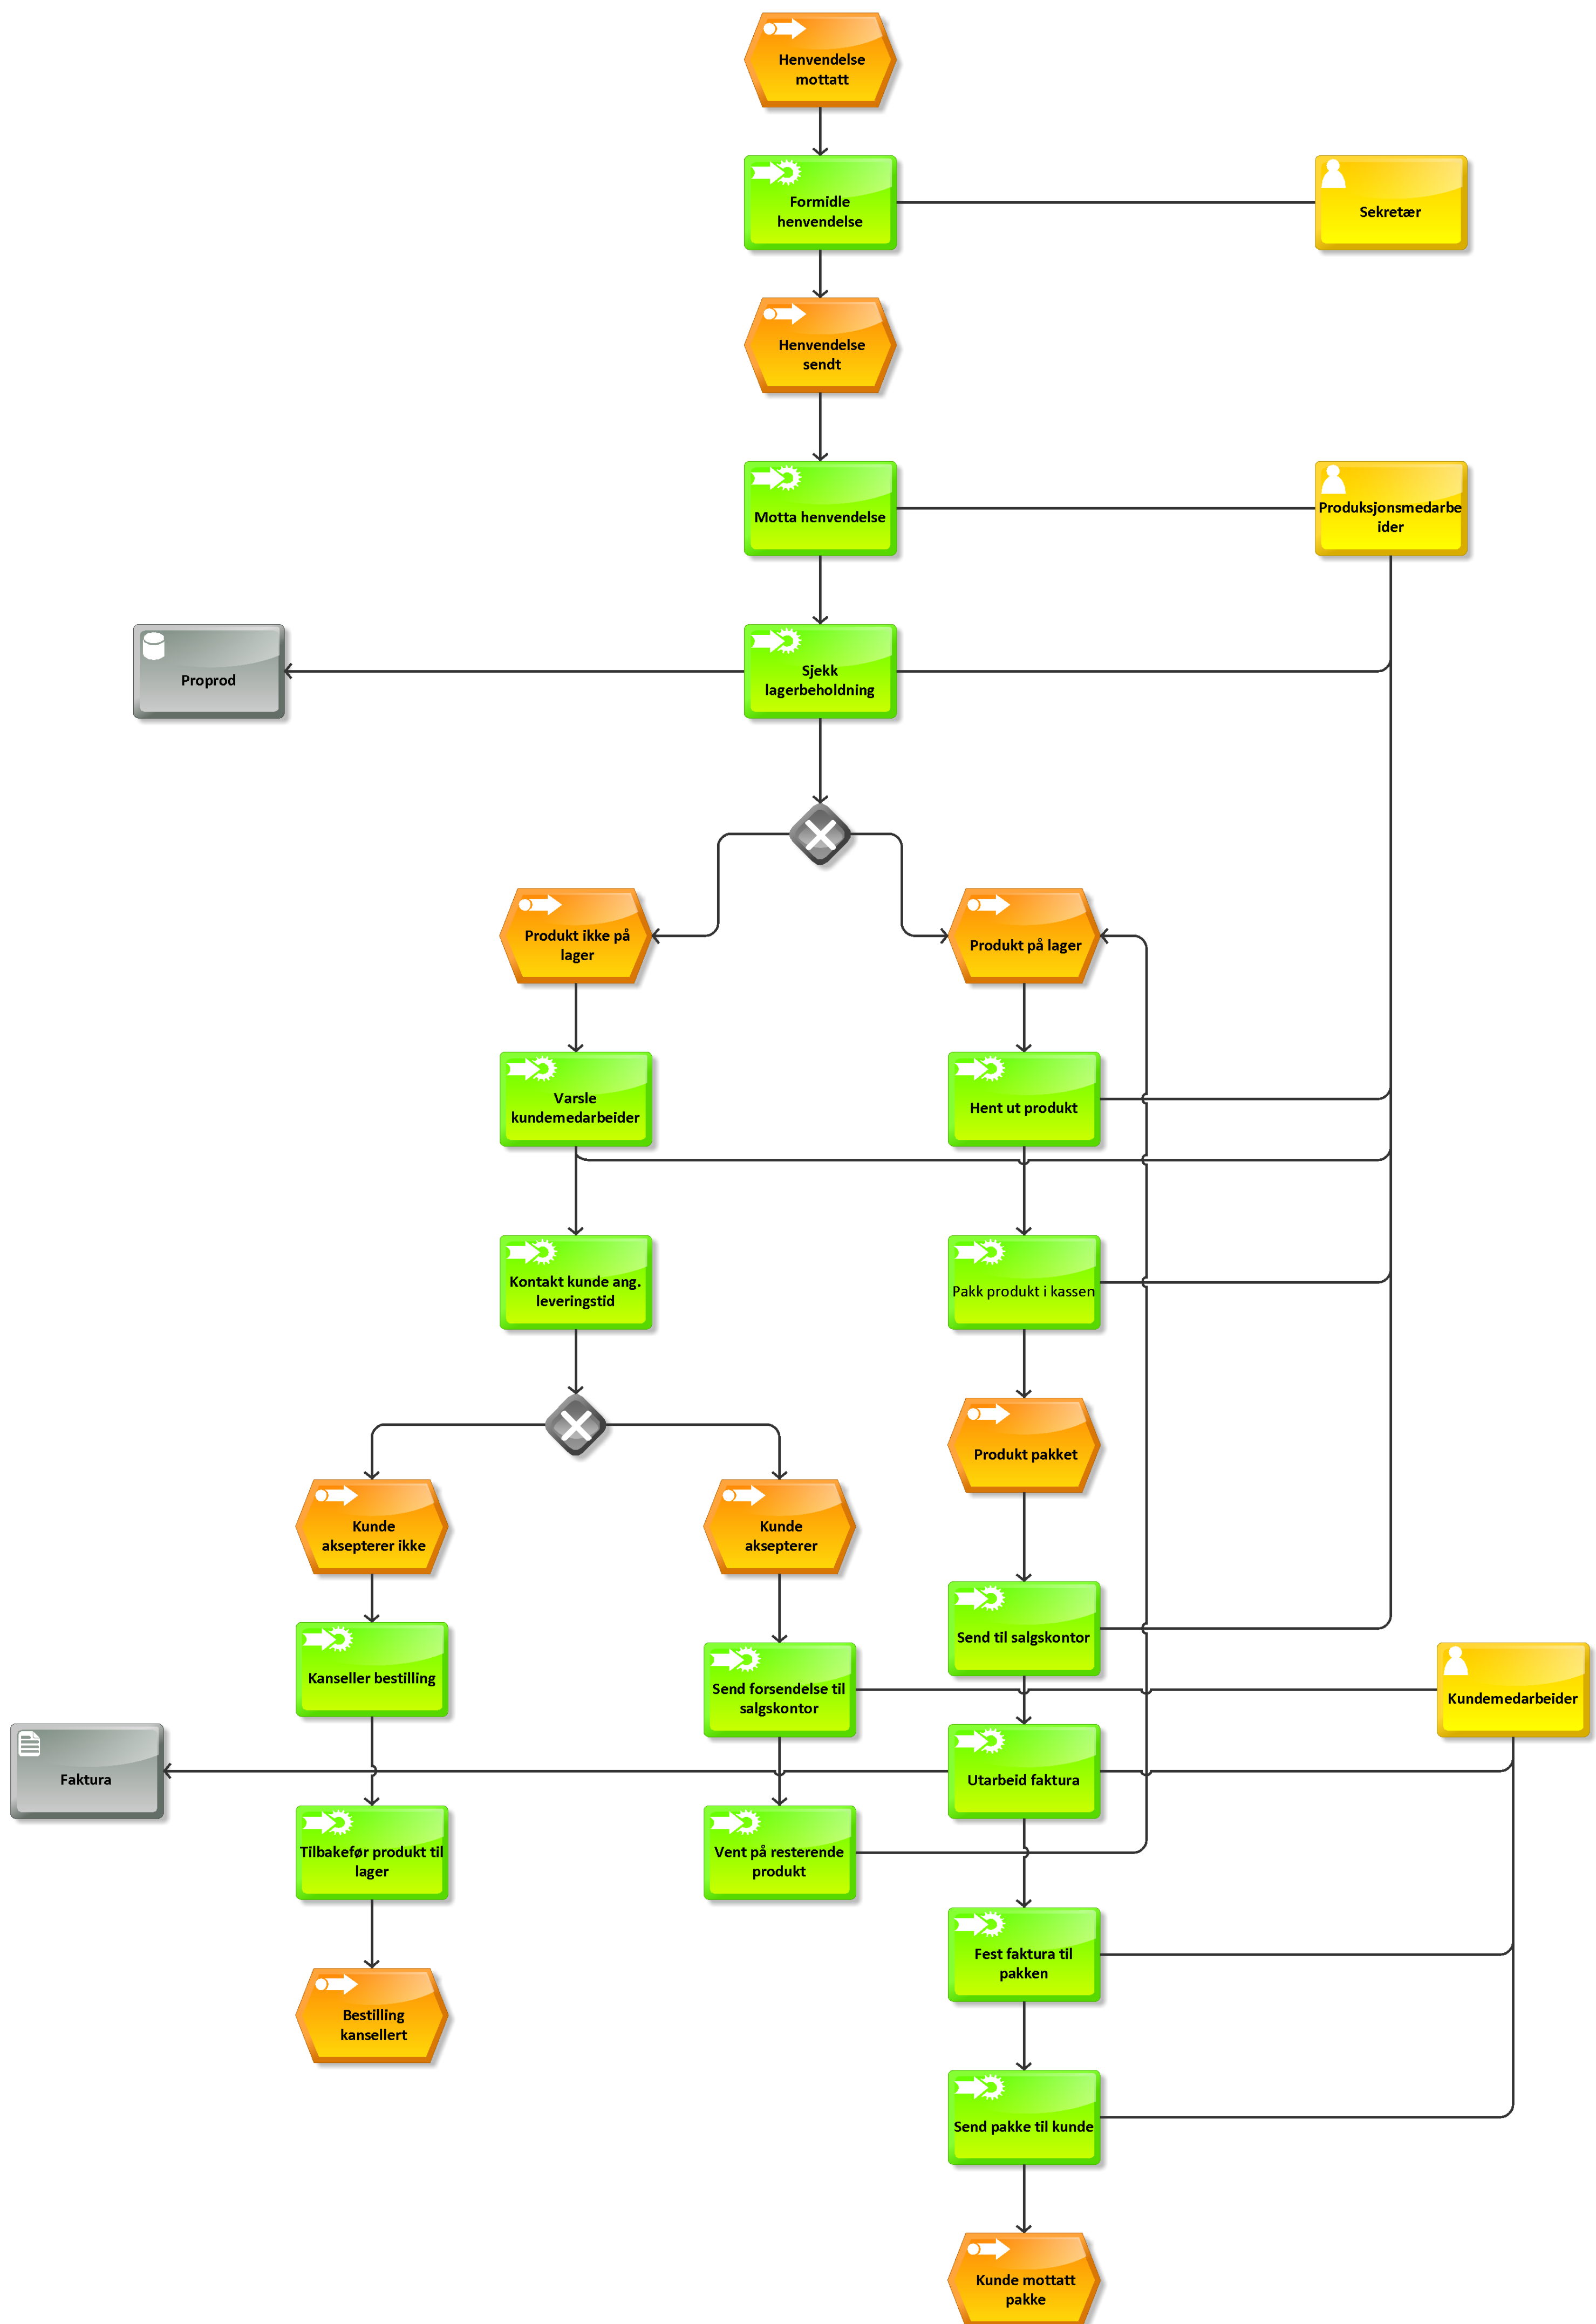 Henvendelse
mottatt
Formidle
henvendelse
Sekretær
Henvendelse
sendt
Motta henvendelse
Produksjonsmedarbe
ider
Proprod
Sjekk
lagerbeholdning
Produkt ikke på
lager
Produkt på lager
Varsle
kundemedarbeider
Hent ut produkt
Kontakt kunde ang.
leveringstid
Pakk produkt i kassen
Produkt pakket
Kunde
aksepterer ikke
Kunde
aksepterer
Send til salgskontor
Kanseller bestilling
Send forsendelse til
salgskontor
Kundemedarbeider
Faktura
Utarbeid faktura
Tilbakefør produkt til
lager
Vent på resterende
produkt
Fest faktura til
pakken
Bestilling
kansellert
Send pakke til kunde
Kunde mottatt
pakke